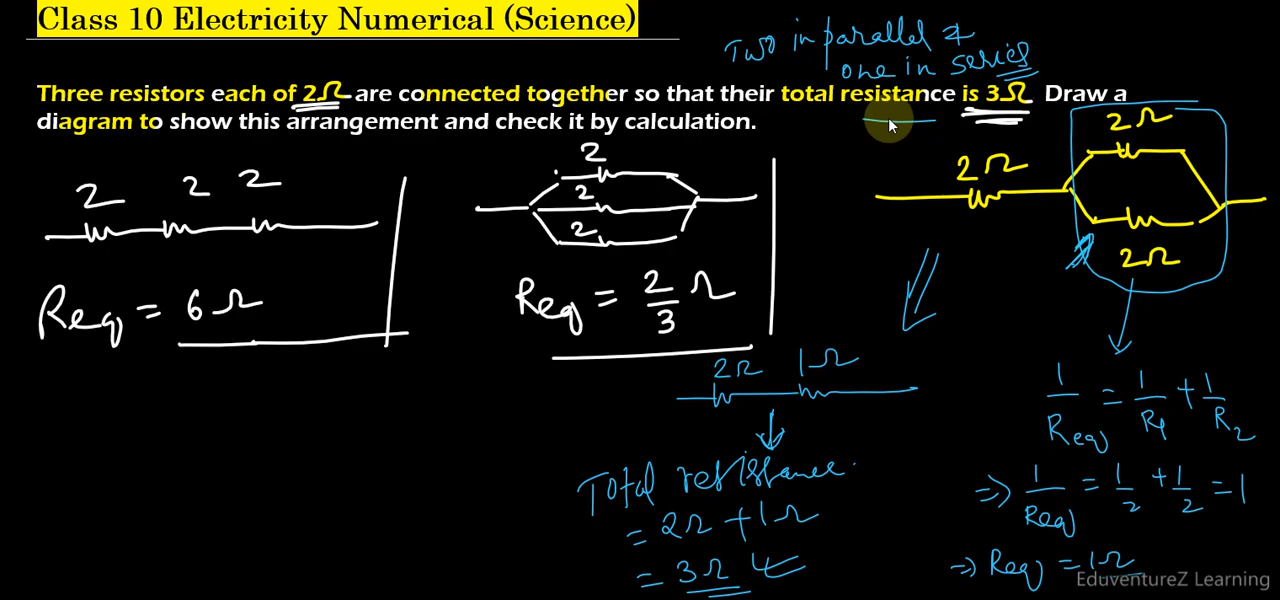 Class 10 Electricity Numerical (Science)
Two in parallel &
one in series
Three resistors each of 2Ω are connected together so that their total resistance is 3Ω Draw a
diagram to show this arrangement and check it by calculation.
2 2 2
Req = 6Ω
2
2
2
Req = 2/3 Ω
2Ω
2Ω
2Ω
2Ω 1Ω
Total resistance
= 2Ω + 1Ω
= 3Ω
1/Req = 1/R1 + 1/R2
=> 1/Req = 1/2 + 1/2 = 1
=> Req = 1Ω
EduventureZ Learning